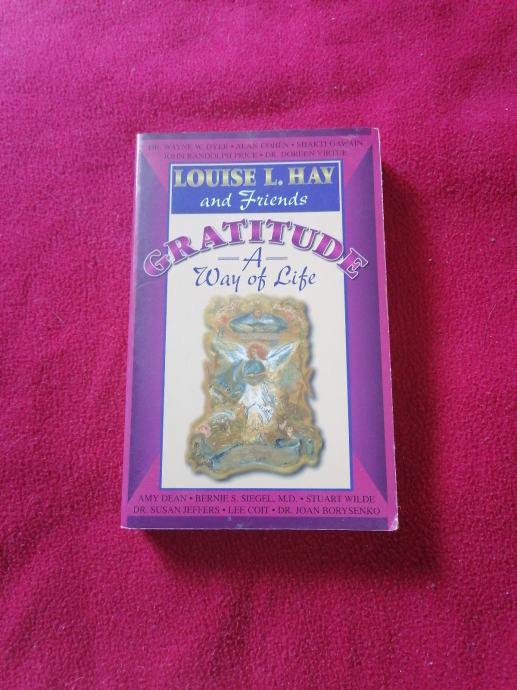 DR. WAYNE W. DYER • ALAN COHEN • SHAKTI GAWAIN
JOHN RANDOLPH PRICE • DR. DOREEN VIRTUE
LOUISE L. HAY
and Friends
GRATITUDE
A
Way of Life
AMY DEAN • BERNIE S. SIEGEL, M.D. • STUART WILDE
DR. SUSAN JEFFERS • LEE COIT • DR. JOAN BORYSENKO